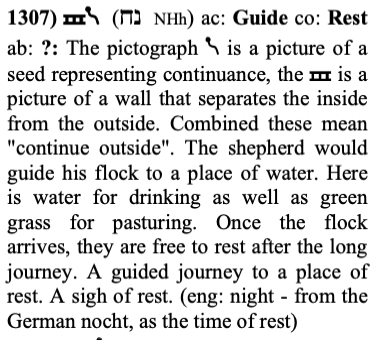 1307) 𐤇𐤍 (נח NHh) ac: Guide co: Rest
ab: ?: The pictograph 𐤍 is a picture of a
seed representing continuance, the 𐤇 is a
picture of a wall that separates the inside
from the outside. Combined these mean
"continue outside". The shepherd would
guide his flock to a place of water. Here
is water for drinking as well as green
grass for pasturing. Once the flock
arrives, they are free to rest after the long
journey. A guided journey to a place of
rest. A sigh of rest. (eng: night - from the
German nocht, as the time of rest)